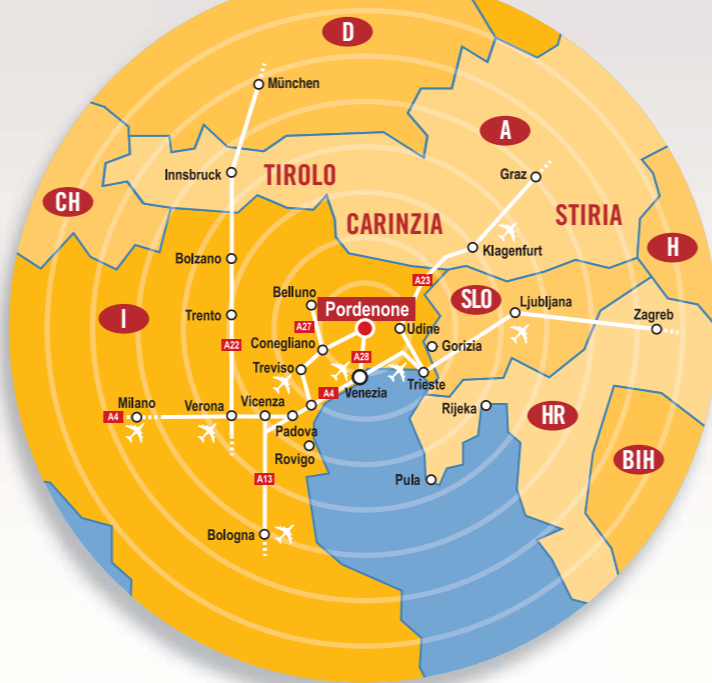 D
München
A
Innsbruck
TIROLO
Graz
CH
STIRIA
CARINZIA
Klagenfurt
H
Bolzano
A23
Belluno
SLO
Ljubljana
I
Trento
A27
Pordenone
Udine
Zagreb
A22
Conegliano
A28
Gorizia
Treviso
Trieste
A4
Venezia
Milano
A4
Verona
Vicenza
Rijeka
HR
Padova
Rovigo
BIH
A13
Pula
Bologna